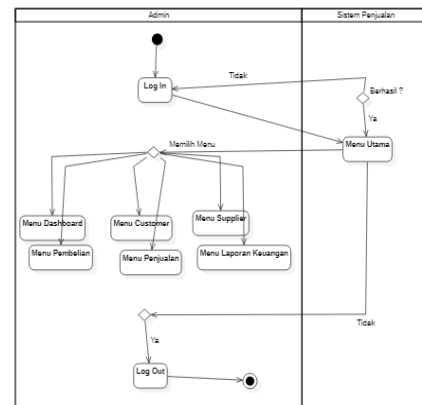 Admin
Sistem Penjualan
Tidak
Log In
Berhasil ?
Ya
Memilih Menu
Menu Utama
Menu Dashboard
Menu Customer
Menu Supplier
Menu Pembelian
Menu Penjualan
Menu Laporan Keuangan
Tidak
Ya
Log Out